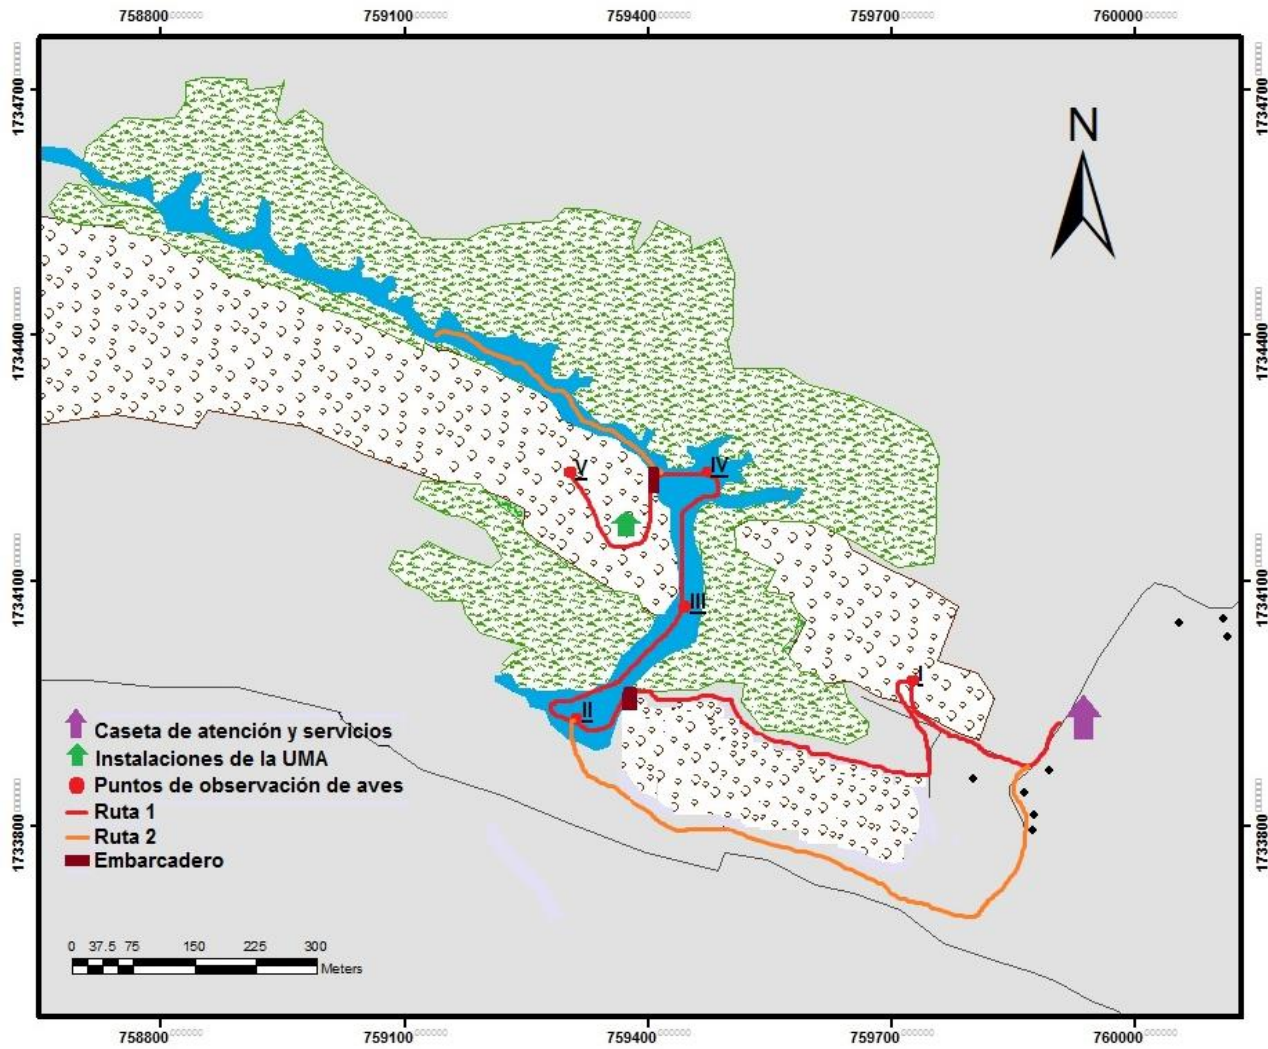 758800 759100 759400 759700 760000
1734700 1734700
N
1734400 1734400
V IV
1734100 1734100
III
I
II
Caseta de atención y servicios
Instalaciones de la UMA
Puntos de observación de aves
Ruta 1
Ruta 2
Embarcadero
1733800 1733800
0 37.5 75 150 225 300
Meters
758800 759100 759400 759700 760000